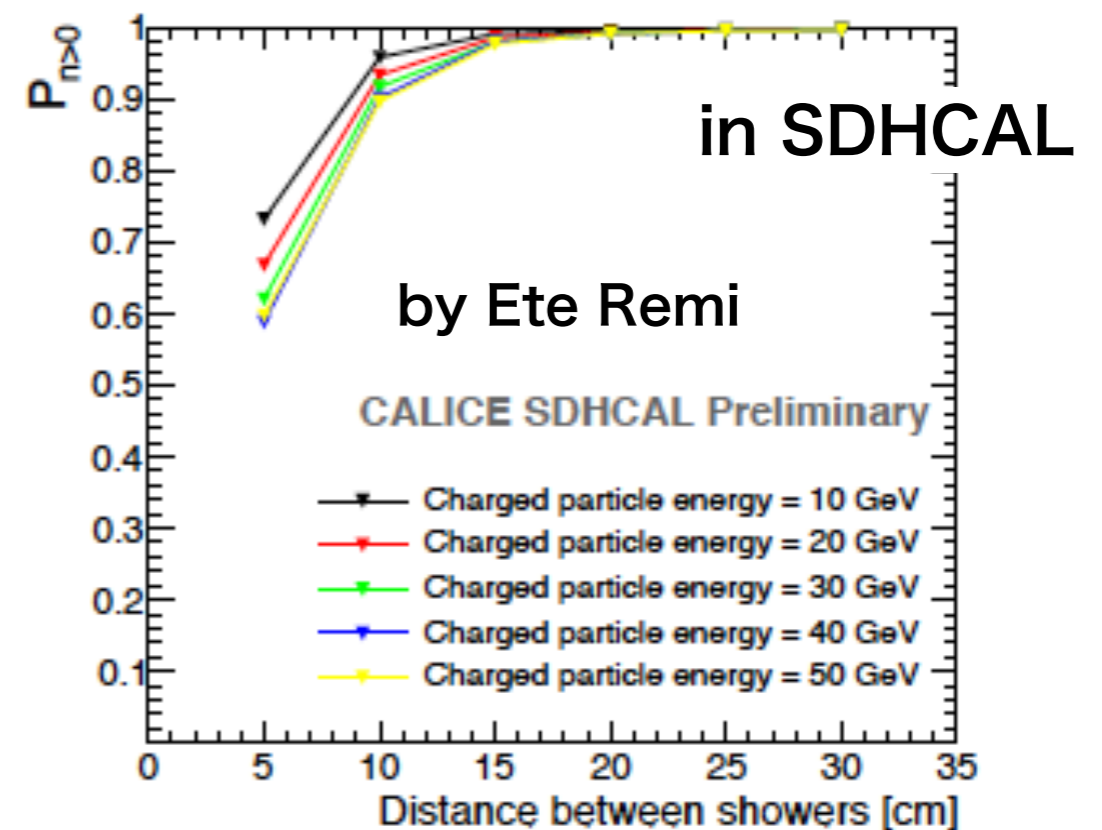 1
P_{n>0}
0.9
in SDHCAL
0.8
0.7
by Ete Remi
0.6
0.5
CALICE SDHCAL Preliminary
0.4
Charged particle energy = 10 GeV
0.3
Charged particle energy = 20 GeV
Charged particle energy = 30 GeV
0.2
Charged particle energy = 40 GeV
0.1
Charged particle energy = 50 GeV
0 5 10 15 20 25 30 35
Distance between showers [cm]